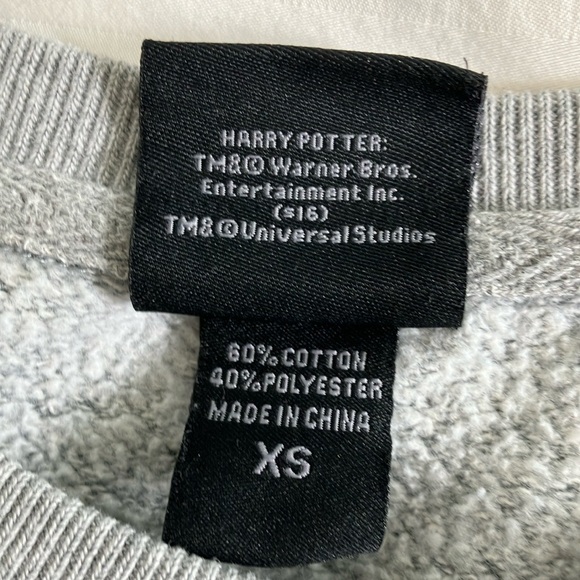 HARRY POTTER:
TM&© Warner Bros.
Entertainment Inc.
(s16)
TM&©Universal Studios
60% COTTON
40% POLYESTER
MADE IN CHINA
XS